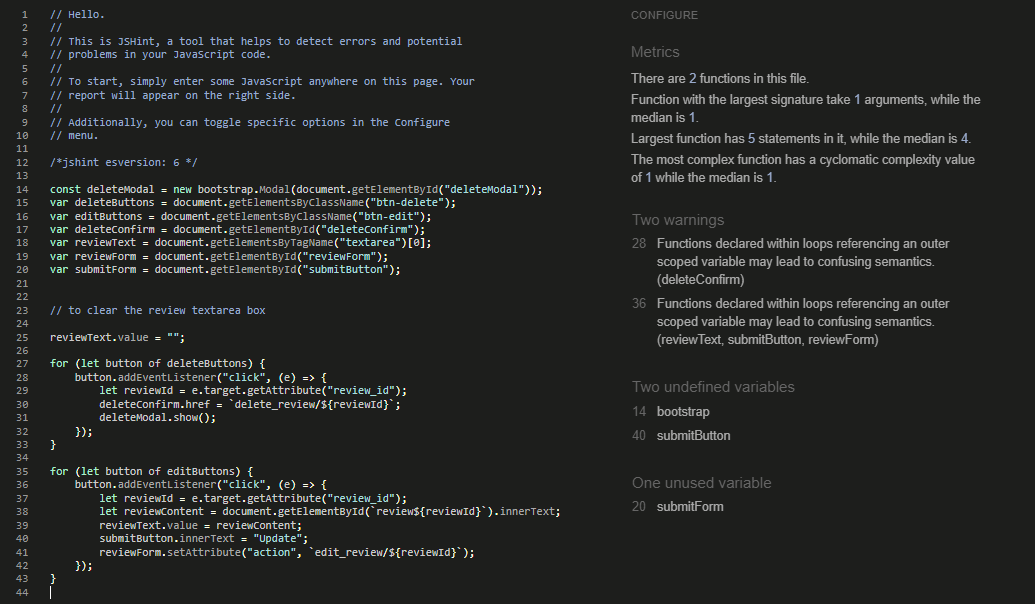 1 // Hello.
2 //
3 // This is JSHint, a tool that helps to detect errors and potential
4 // problems in your JavaScript code.
5 //
6 // To start, simply enter some JavaScript anywhere on this page. Your
7 // report will appear on the right side.
8 //
9 // Additionally, you can toggle specific options in the Configure
10 // menu.
11
12 /*jshint esversion: 6 */
13
14 const deleteModal = new bootstrap.Modal(document.getElementById("deleteModal"));
15 var deleteButtons = document.getElementsByClassName("btn-delete");
16 var editButtons = document.getElementsByClassName("btn-edit");
17 var deleteConfirm = document.getElementById("deleteConfirm");
18 var reviewText = document.getElementsByTagName("textarea")[0];
19 var reviewForm = document.getElementById("reviewForm");
20 var submitForm = document.getElementById("submitButton");
21
22
23 // to clear the review textarea box
24
25 reviewText.value = "";
26
27 for (let button of deleteButtons) {
28     button.addEventListener("click", (e) => {
29         let reviewId = e.target.getAttribute("review_id");
30         deleteConfirm.href = `delete_review/${reviewId}`;
31         deleteModal.show();
32     });
33 }
34
35 for (let button of editButtons) {
36     button.addEventListener("click", (e) => {
37         let reviewId = e.target.getAttribute("review_id");
38         let reviewContent = document.getElementById(`review${reviewId}`).innerText;
39         reviewText.value = reviewContent;
40         submitButton.innerText = "Update";
41         reviewForm.setAttribute("action", `edit_review/${reviewId}`);
42     });
43 }
44
CONFIGURE
Metrics
There are 2 functions in this file.
Function with the largest signature take 1 arguments, while the
median is 1.
Largest function has 5 statements in it, while the median is 4.
The most complex function has a cyclomatic complexity value
of 1 while the median is 1.
Two warnings
28 Functions declared within loops referencing an outer
scoped variable may lead to confusing semantics.
(deleteConfirm)
36 Functions declared within loops referencing an outer
scoped variable may lead to confusing semantics.
(reviewText, submitButton, reviewForm)
Two undefined variables
14 bootstrap
40 submitButton
One unused variable
20 submitForm